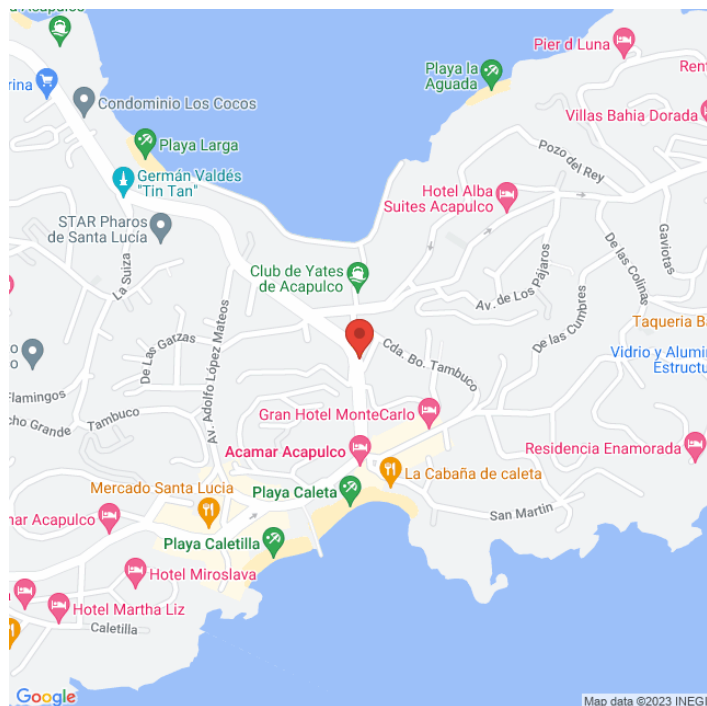 Acapulco
Pier d Luna
Playa la
Aguada
Rent
rina
Condominio Los Cocos
Villas Bahia Dorada
Playa Larga
Pozo del Rey
Germán Valdés
"Tin Tan"
Hotel Alba
Suites Acapulco
STAR Pharos
de Santa Lucía
La Suiza
De las Colinas
Gaviotas
Club de Yates
de Acapulco
Av. de Los Pájaros
Av. Adolfo López Mateos
De Las Garzas
De las Cumbres
Taqueria Ba
Cda. Bo. Tambuco
Vidrio y Alumi
Estructu
Flamingos
cho Grande
Tambuco
Gran Hotel MonteCarlo
Acamar Acapulco
Residencia Enamorada
La Cabaña de caleta
Mercado Santa Lucia
Playa Caleta
San Martin
mar Acapulco
Playa Caletilla
Hotel Miroslava
Hotel Martha Liz
Caletilla
Google
Map data ©2023 INEGI